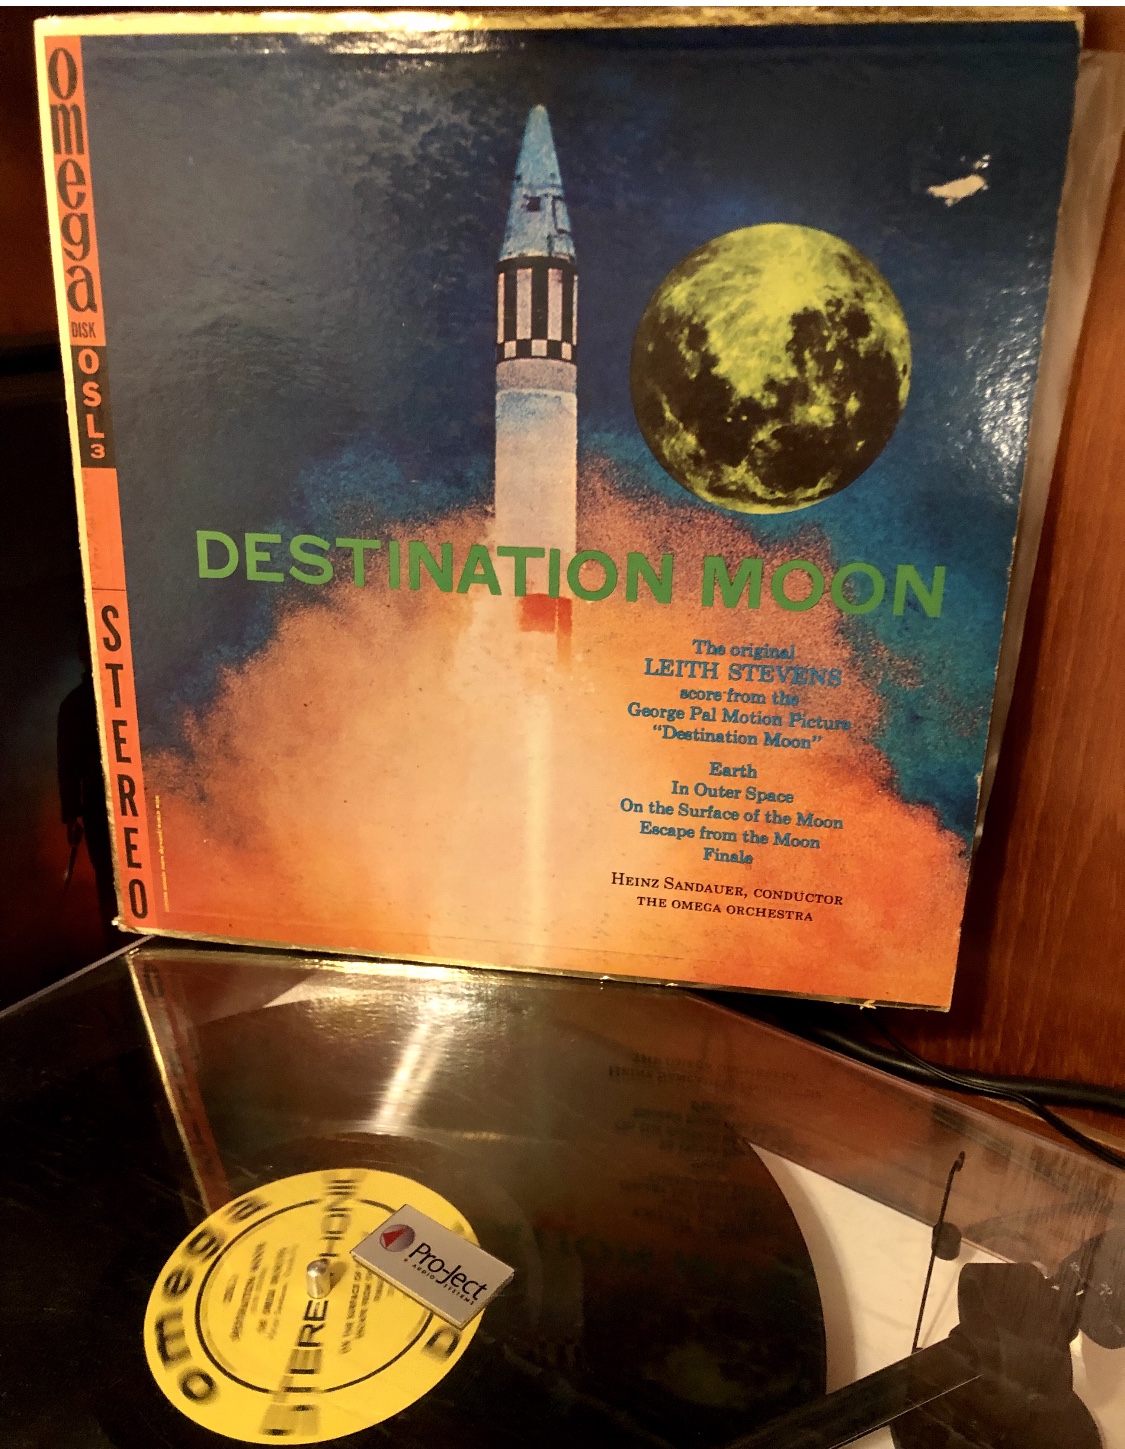 omega
DISK
OSL3
STEREO
DESTINATION MOON
The original
LEITH STEVENS
score from the
George Pal Motion Picture
"Destination Moon"
Earth
In Outer Space
On the Surface of the Moon
Escape from the Moon
Finale
HEINZ SANDAUER, CONDUCTOR
THE OMEGA ORCHESTRA
omega
Pro-Ject
AUDIO SYSTEMS